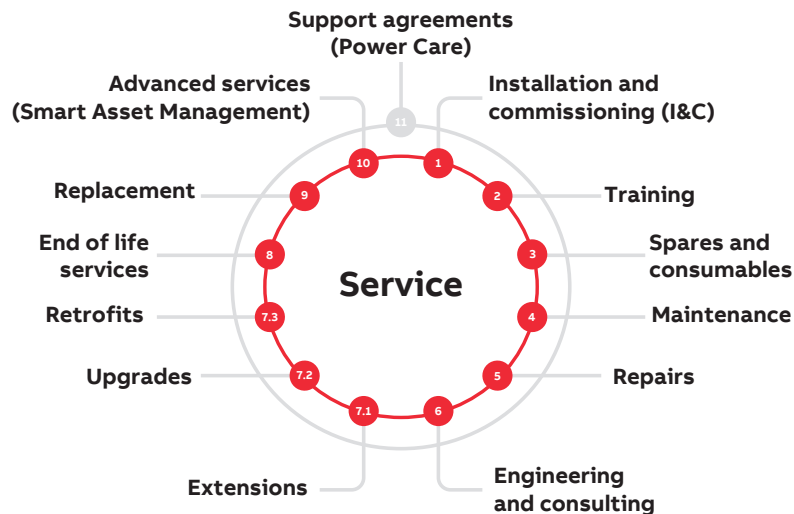 Support agreements
(Power Care)
11
Advanced services
(Smart Asset Management)
10
Installation and
commissioning (I&C)
1
Replacement
9
2
Training
End of life
services
8
3
Spares and
consumables
Service
Retrofits
7.3
4
Maintenance
Upgrades
7.2
5
Repairs
7.1
6
Extensions
Engineering
and consulting